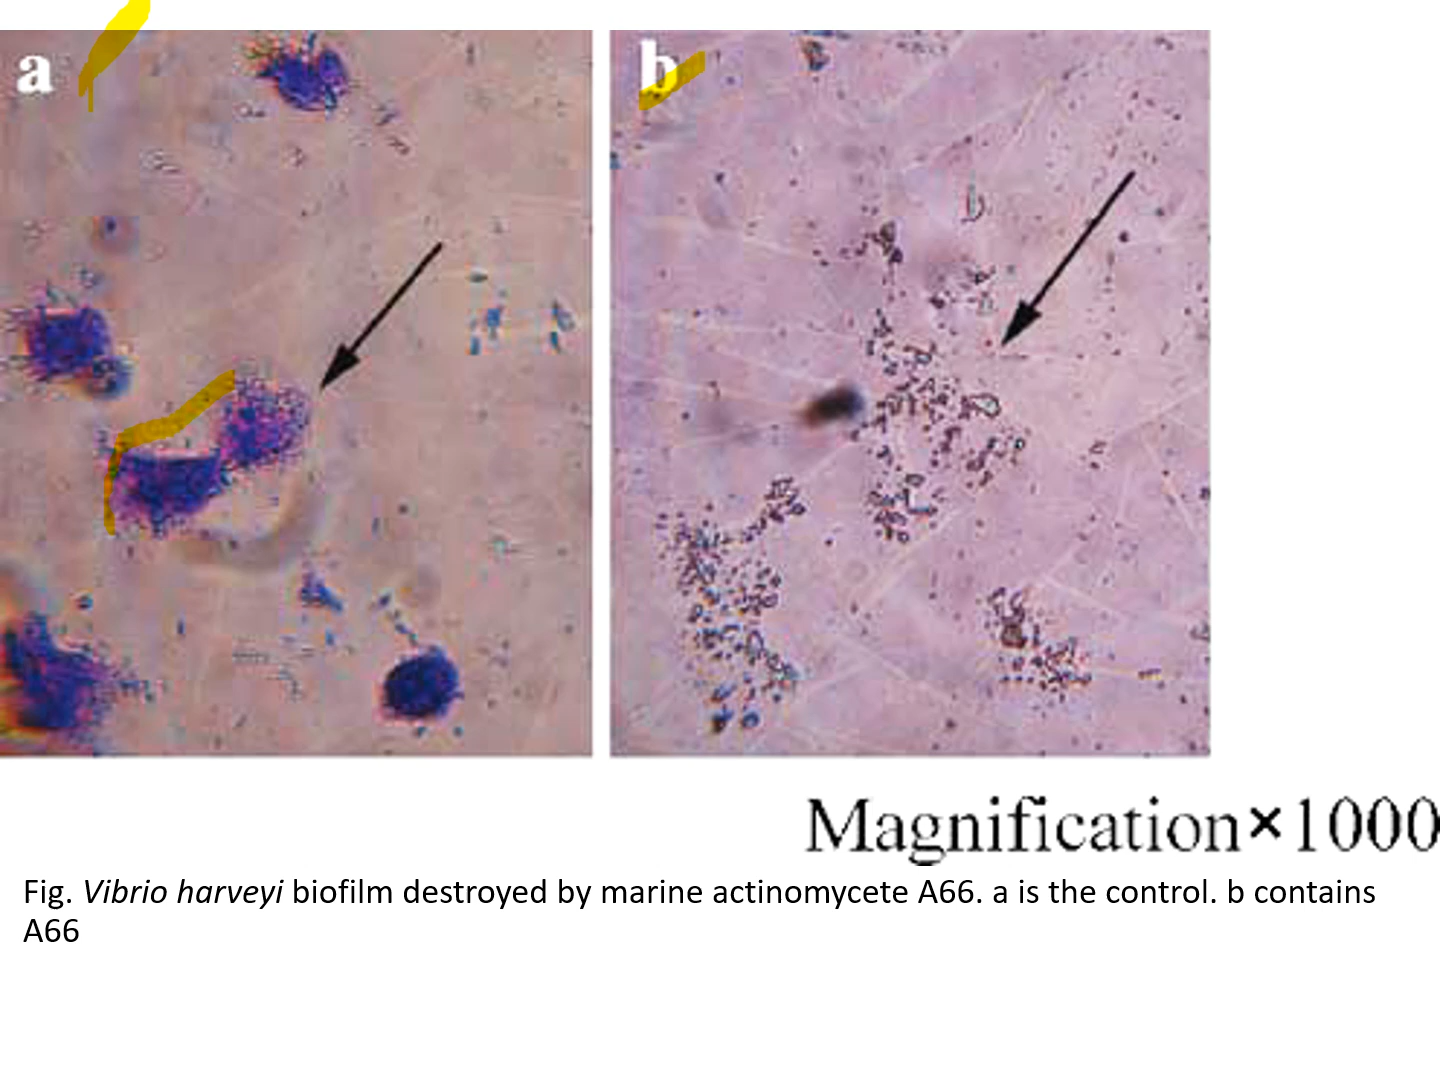 a
b
Magnification×1000
Fig. Vibrio harveyi biofilm destroyed by marine actinomycete A66. a is the control. b contains
A66